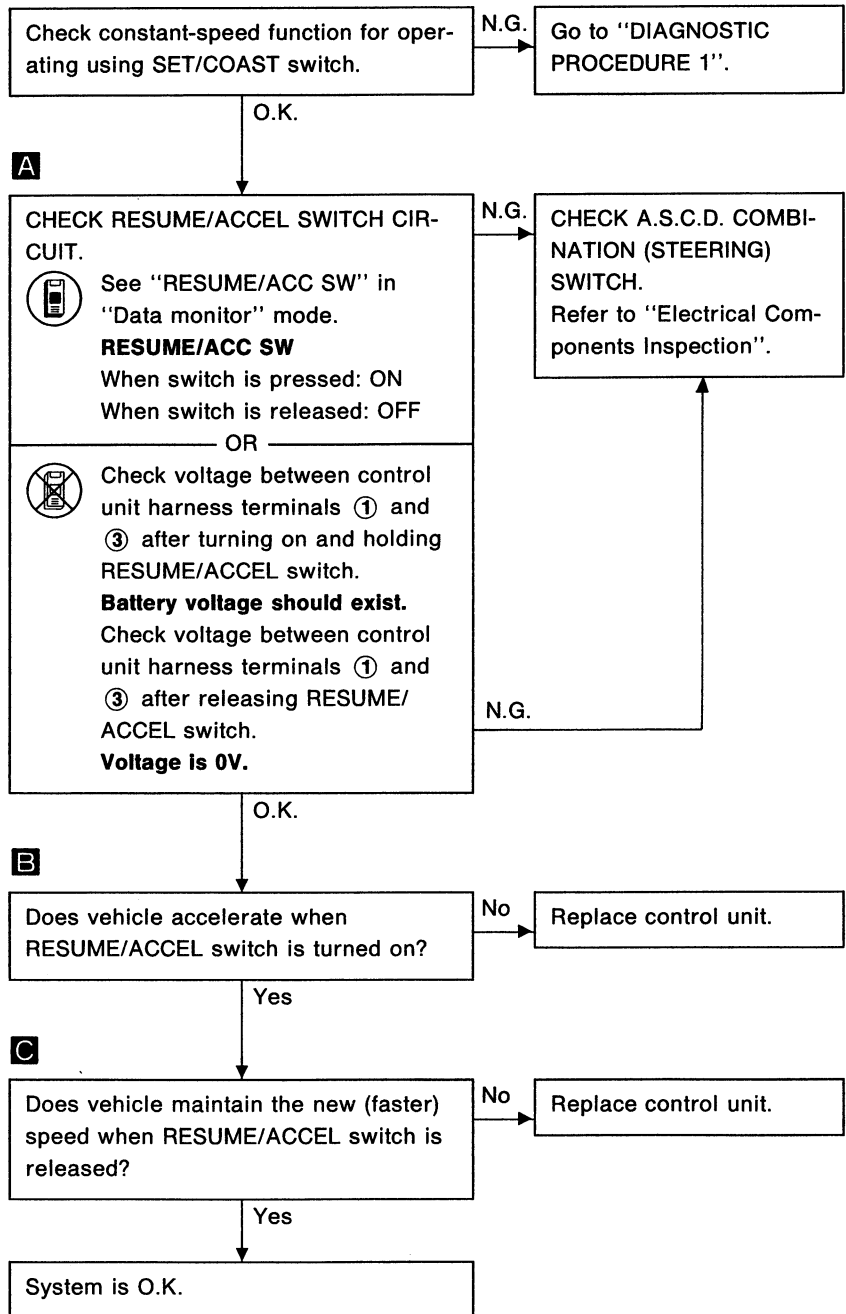 Check constant-speed function for oper-
ating using SET/COAST switch.
N.G.
Go to ''DIAGNOSTIC
PROCEDURE 1''.
O.K.
A
CHECK RESUME/ACCEL SWITCH CIR-
CUIT.
See ''RESUME/ACC SW'' in
''Data monitor'' mode.
RESUME/ACC SW
When switch is pressed: ON
When switch is released: OFF
N.G.
CHECK A.S.C.D. COMBI-
NATION (STEERING)
SWITCH.
Refer to ''Electrical Com-
ponents Inspection''.
OR
Check voltage between control
unit harness terminals ① and
③ after turning on and holding
RESUME/ACCEL switch.
Battery voltage should exist.
Check voltage between control
unit harness terminals ① and
③ after releasing RESUME/
ACCEL switch.
Voltage is 0V.
N.G.
O.K.
B
Does vehicle accelerate when
RESUME/ACCEL switch is turned on?
No
Replace control unit.
Yes
C
Does vehicle maintain the new (faster)
speed when RESUME/ACCEL switch is
released?
No
Replace control unit.
Yes
System is O.K.